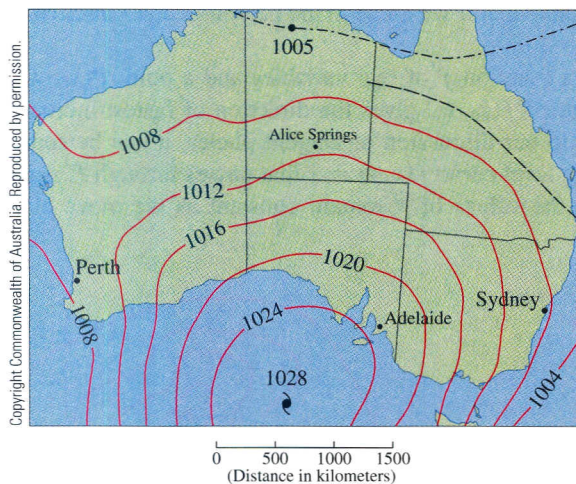 1005
1008
Alice Springs
1012
1016
1020
Perth
Sydney
1008
1024
Adelaide
1028
1004
Copyright Commonwealth of Australia. Reproduced by permission.
0 500 1000 1500
(Distance in kilometers)